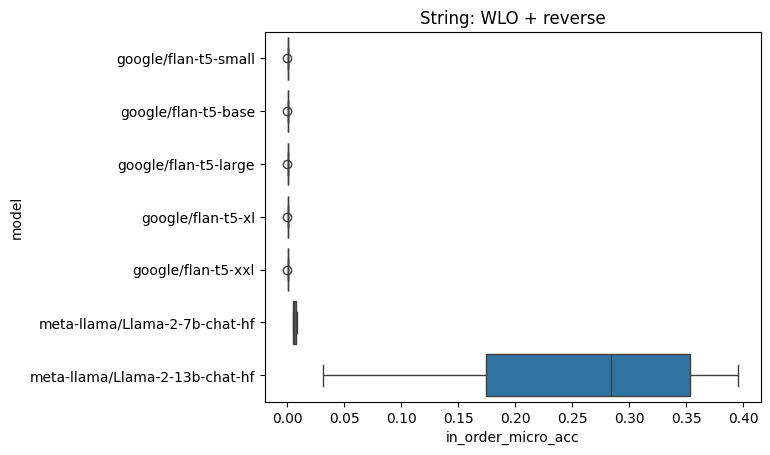 String: WLO + reverse
google/flan-t5-small
google/flan-t5-base
google/flan-t5-large
google/flan-t5-xl
google/flan-t5-xxl
meta-llama/Llama-2-7b-chat-hf
meta-llama/Llama-2-13b-chat-hf
model
0.00 0.05 0.10 0.15 0.20 0.25 0.30 0.35 0.40
in_order_micro_acc